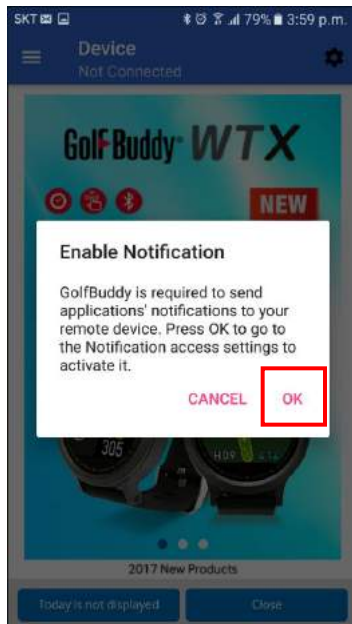 SKT 79% 3:59 p.m.
Device
Not Connected
GolfBuddy WTX
NEW
Enable Notification
GolfBuddy is required to send
applications' notifications to your
remote device. Press OK to go to
the Notification access settings to
activate it.
CANCEL OK
305
H09
2017 New Products
Today is not displayed Close